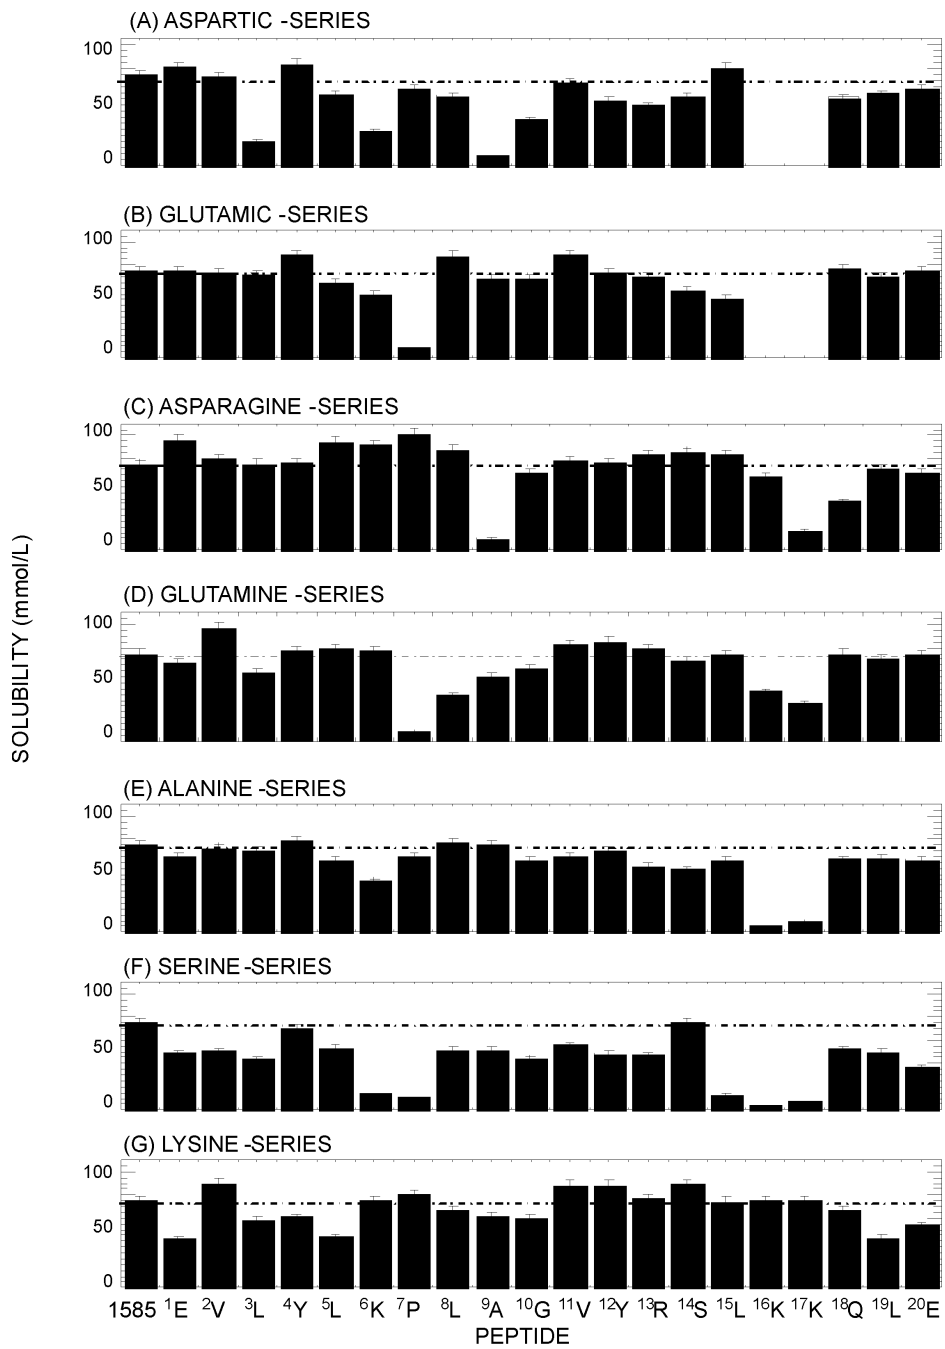 (A) ASPARTIC -SERIES
100
50
0
(B) GLUTAMIC -SERIES
100
50
0
(C) ASPARAGINE -SERIES
100
50
0
(D) GLUTAMINE -SERIES
100
50
0
(E) ALANINE -SERIES
100
50
0
(F) SERINE -SERIES
100
50
0
(G) LYSINE -SERIES
100
50
0
SOLUBILITY (mmol/L)
1585 ¹E ²V ³L ⁴Y ⁵L ⁶K ⁷P ⁸L ⁹A ¹⁰G ¹¹V ¹²Y ¹³R ¹⁴S ¹⁵L ¹⁶K ¹⁷K ¹⁸Q ¹⁹L ²⁰E
PEPTIDE